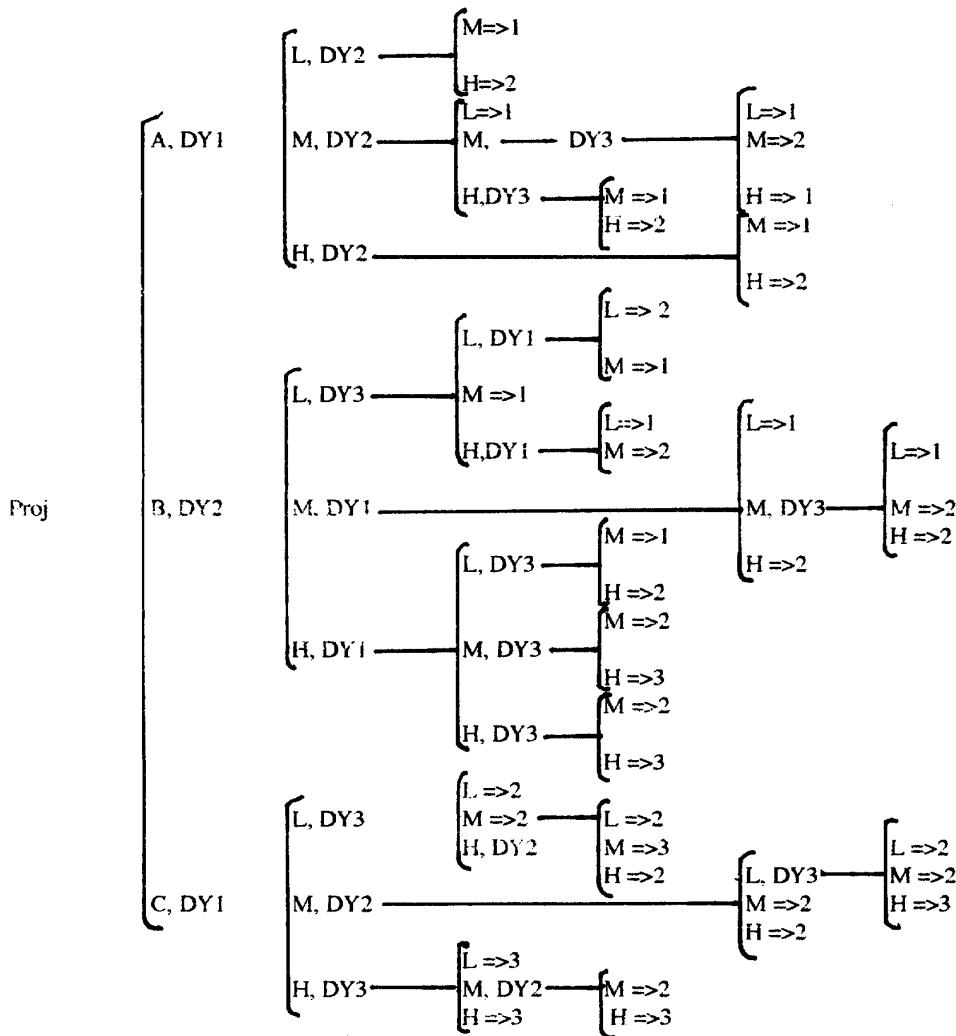 M=>1
L, DY2
H=>2
L=>1
L=>1
A, DY1
M, DY2
M,
DY3
M=>2
H,DY3
M =>1
H => 1
H =>2
M =>1
H, DY2
H =>2
L => 2
L, DY1
M =>1
L, DY3
M =>1
L=>1
L=>1
H,DY1
M =>2
L=>1
Proj
B, DY2
M, DY1
M, DY3
M =>2
M =>1
H =>2
L, DY3
H =>2
H =>2
M =>2
H, DY1
M, DY3
H =>3
M =>2
H, DY3
H =>3
L =>2
L, DY3
M =>2
L =>2
H, DY2
M =>3
L =>2
H =>2
L, DY3
M =>2
C, DY1
M, DY2
M =>2
H =>3
H =>2
L =>3
H, DY3
M, DY2
M =>2
H =>3
H =>3